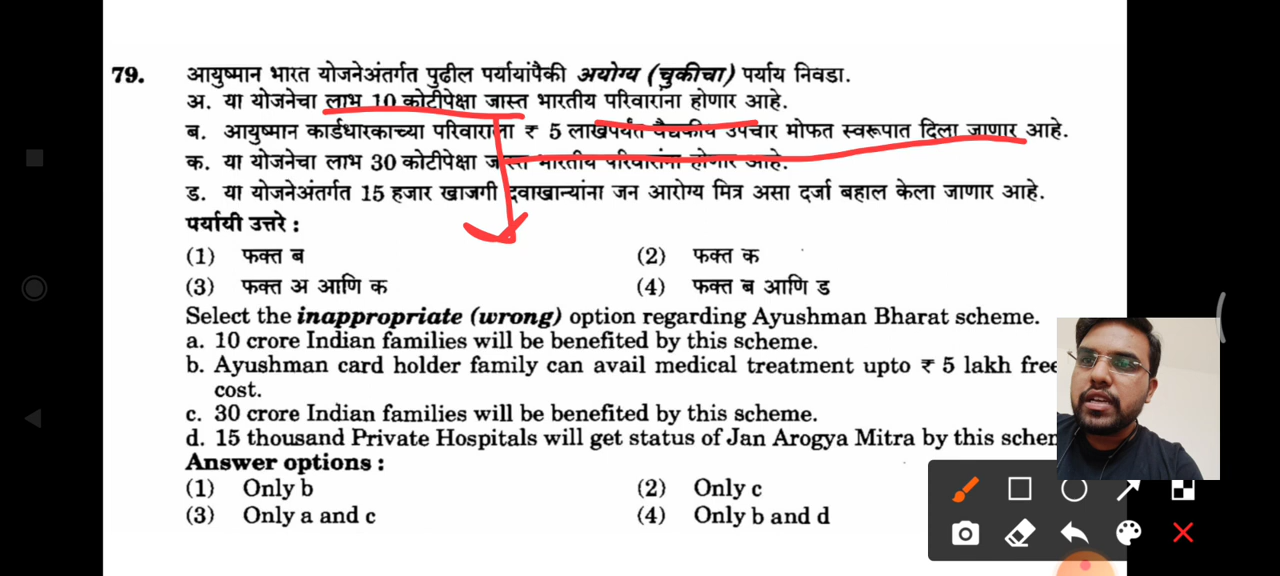 79. आयुष्मान भारत योजनेअंतर्गत पुढील पर्यायांपैकी अयोग्य (चुकीचा) पर्याय निवडा.
अ. या योजनेचा लाभ 10 कोटीपेक्षा जास्त भारतीय परिवारांना होणार आहे.
ब. आयुष्मान कार्डधारकाच्या परिवाराला ₹ 5 लाखपर्यंत वैद्यकीय उपचार मोफत स्वरूपात दिला जाणार आहे.
क. या योजनेचा लाभ 30 कोटीपेक्षा जास्त भारतीय परिवारांना होणार आहे.
ड. या योजनेअंतर्गत 15 हजार खाजगी दवाखान्यांना जन आरोग्य मित्र असा दर्जा बहाल केला जाणार आहे.
पर्यायी उत्तरे :
(1) फक्त ब (2) फक्त क
(3) फक्त अ आणि क (4) फक्त ब आणि ड
Select the inappropriate (wrong) option regarding Ayushman Bharat scheme.
a. 10 crore Indian families will be benefited by this scheme.
b. Ayushman card holder family can avail medical treatment upto ₹ 5 lakh free
cost.
c. 30 crore Indian families will be benefited by this scheme.
d. 15 thousand Private Hospitals will get status of Jan Arogya Mitra by this
Answer options :
(1) Only b (2) Only c
(3) Only a and c (4) Only b and d